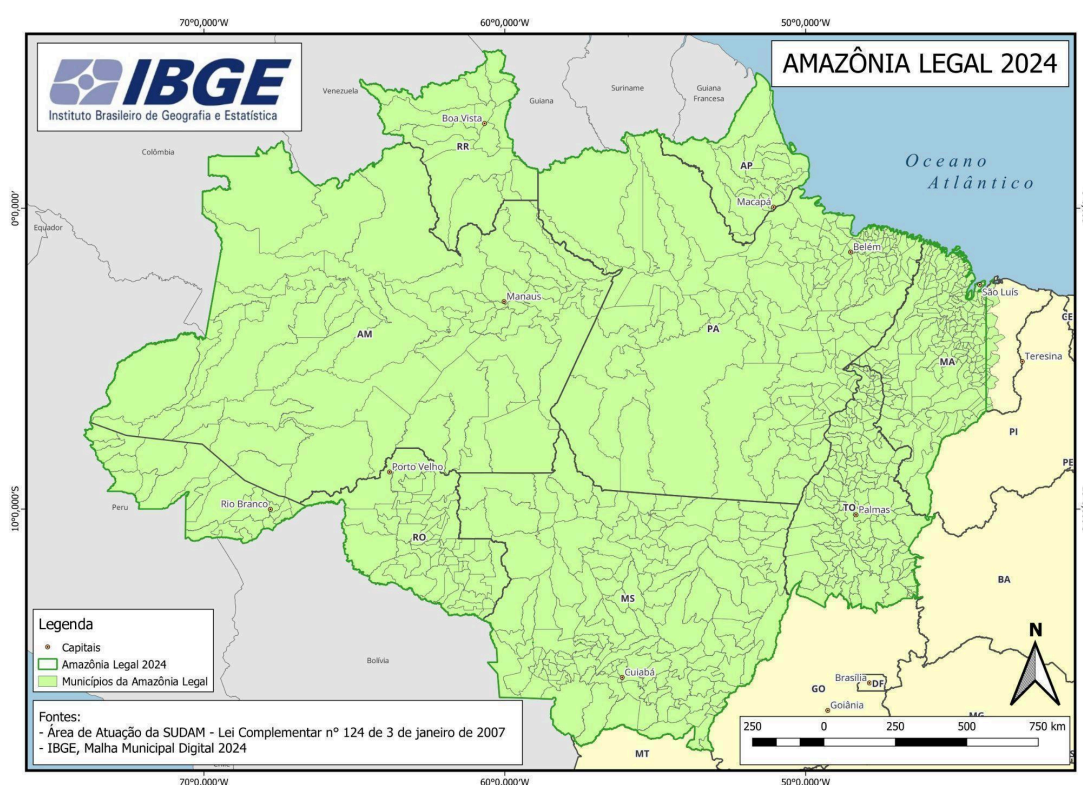 70°0,000'W
60°0,000'W
50°0,000'W
IBGE
Instituto Brasileiro de Geografia e Estatística
AMAZÔNIA LEGAL 2024
Venezuela
Guiana
Suriname
Guiana
Francesa
Colômbia
Boa Vista
RR
AP
Oceano
Atlântico
0°0,000'
Macapá
Equador
Belém
Manaus
São Luís
AM
PA
CE
MA
Teresina
PI
Porto Velho
PE
Rio Branco
Peru
10°0,000'S
TO
Palmas
RO
BA
MS
Legenda
Capitais
Amazônia Legal 2024
Municípios da Amazônia Legal
Bolívia
N
Cuiabá
Brasília
DF
GO
Goiânia
MG
Fontes:
- Área de Atuação da SUDAM - Lei Complementar nº 124 de 3 de janeiro de 2007
- IBGE, Malha Municipal Digital 2024
MT
250 0 250 500 750 km
70°0,000'W
60°0,000'W
50°0,000'W